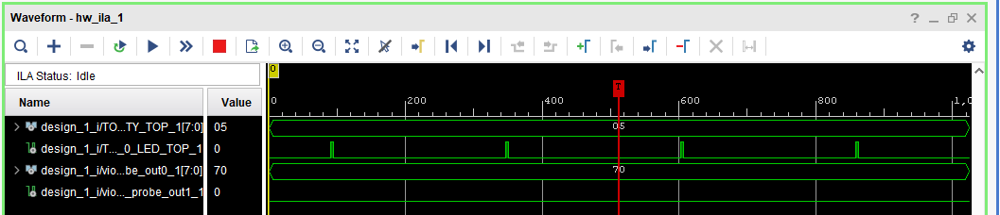 Waveform - hw_ila_1
ILA Status: Idle
Name Value
0
0 200 400 600 800 1,0
T
design_1_i/TO...TY_TOP_1[7:0] 05 05
design_1_i/T..._0_LED_TOP_1 0
design_1_i/vio...be_out0_1[7:0] 70 70
design_1_i/vio..._probe_out1_1 0